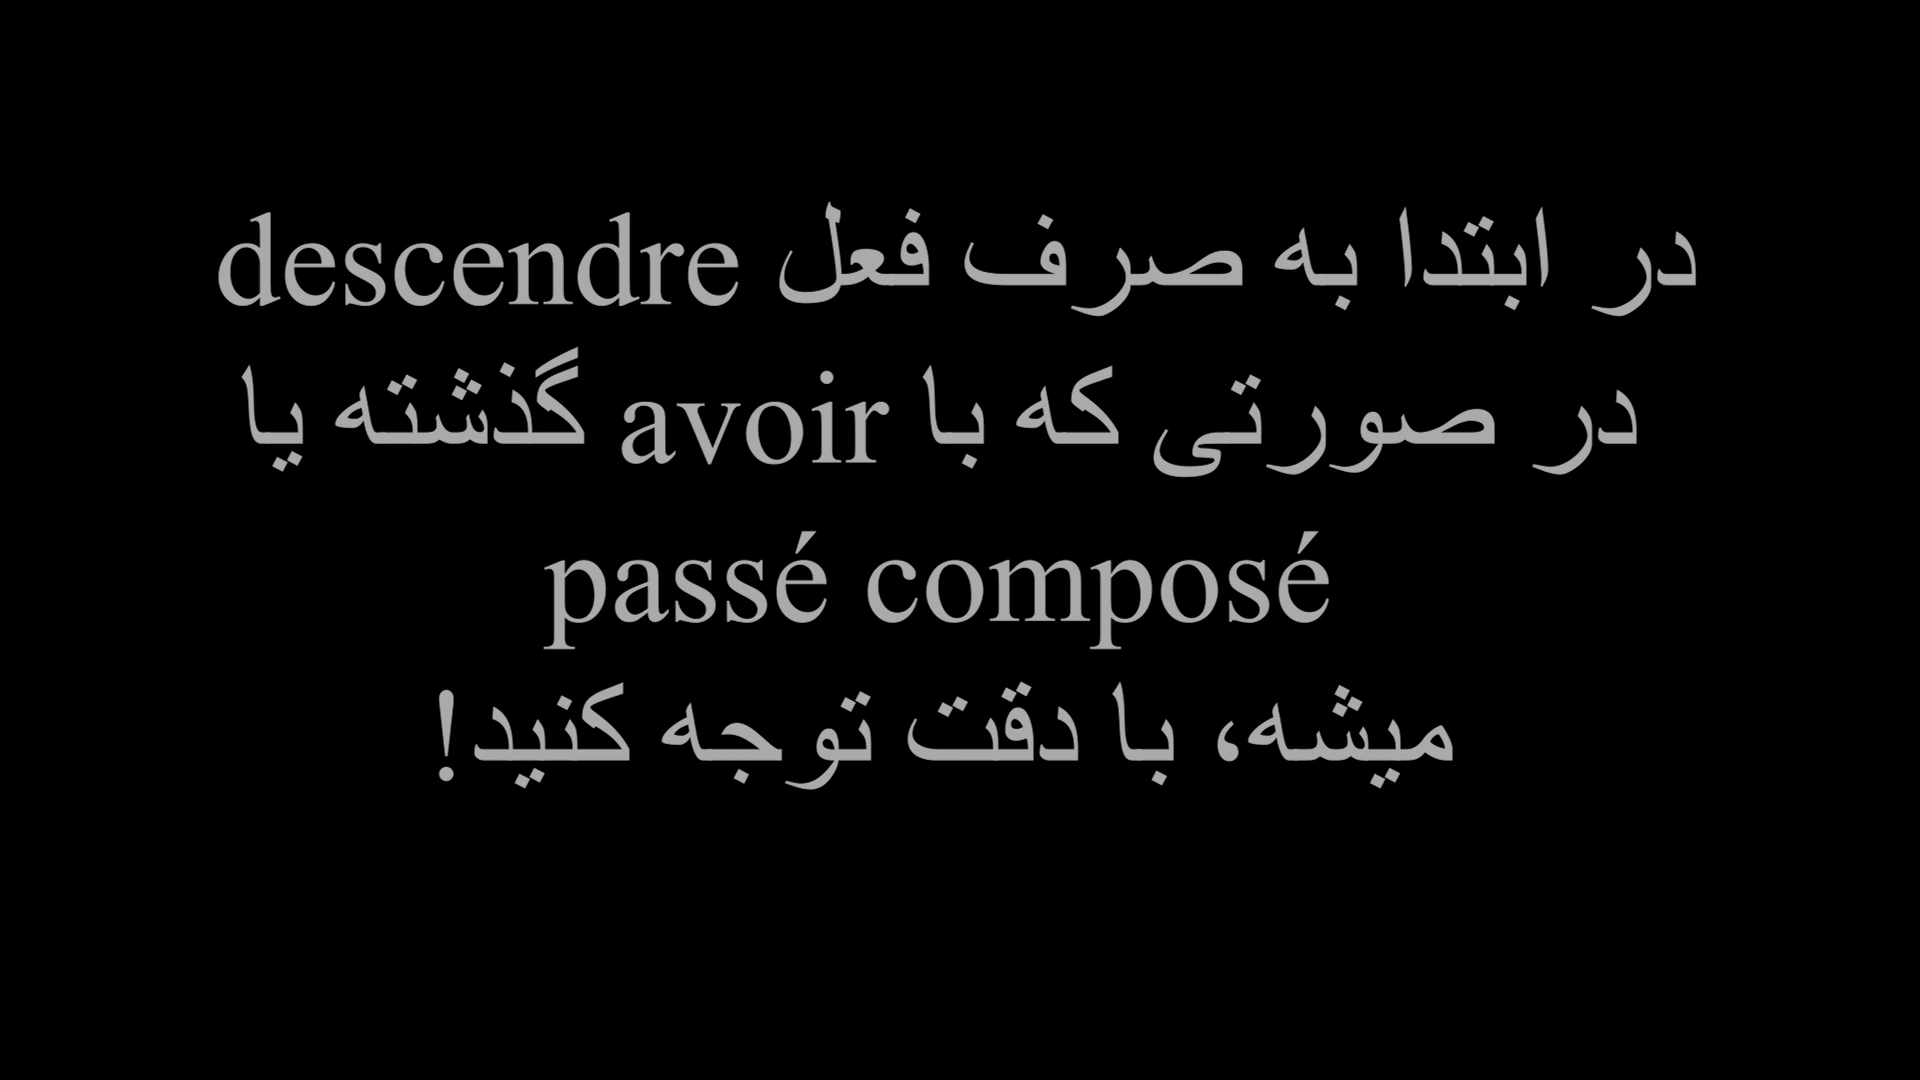 در ابتدا به صرف فعل descendre
در صورتی که با avoir گذشته یا
passé composé
میشه، با دقت توجه کنید!